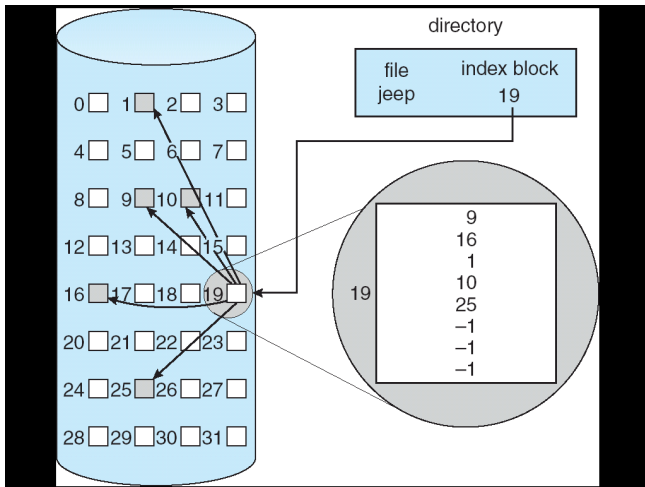 directory
file index block
jeep 19
0 1 2 3
4 5 6 7
8 9 10 11
12 13 14 15
16 17 18 19
20 21 22 23
24 25 26 27
28 29 30 31
19
9
16
1
10
25
–1
–1
–1